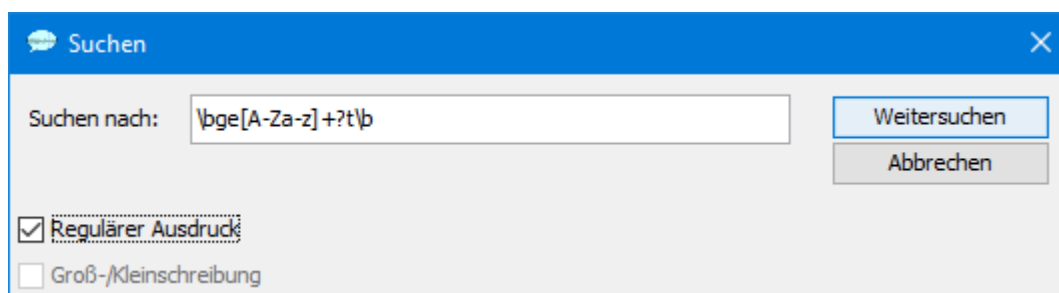 Suchen
Suchen nach: \bge[A-Za-z]+?t\b Weitersuchen
Abbrechen
Regulärer Ausdruck
Groß-/Kleinschreibung